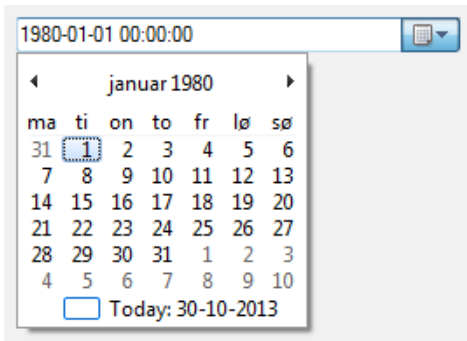 1980-01-01 00:00:00
januar 1980
ma ti on to fr lø sø
31 1 2 3 4 5 6
7 8 9 10 11 12 13
14 15 16 17 18 19 20
21 22 23 24 25 26 27
28 29 30 31 1 2 3
4 5 6 7 8 9 10
Today: 30-10-2013